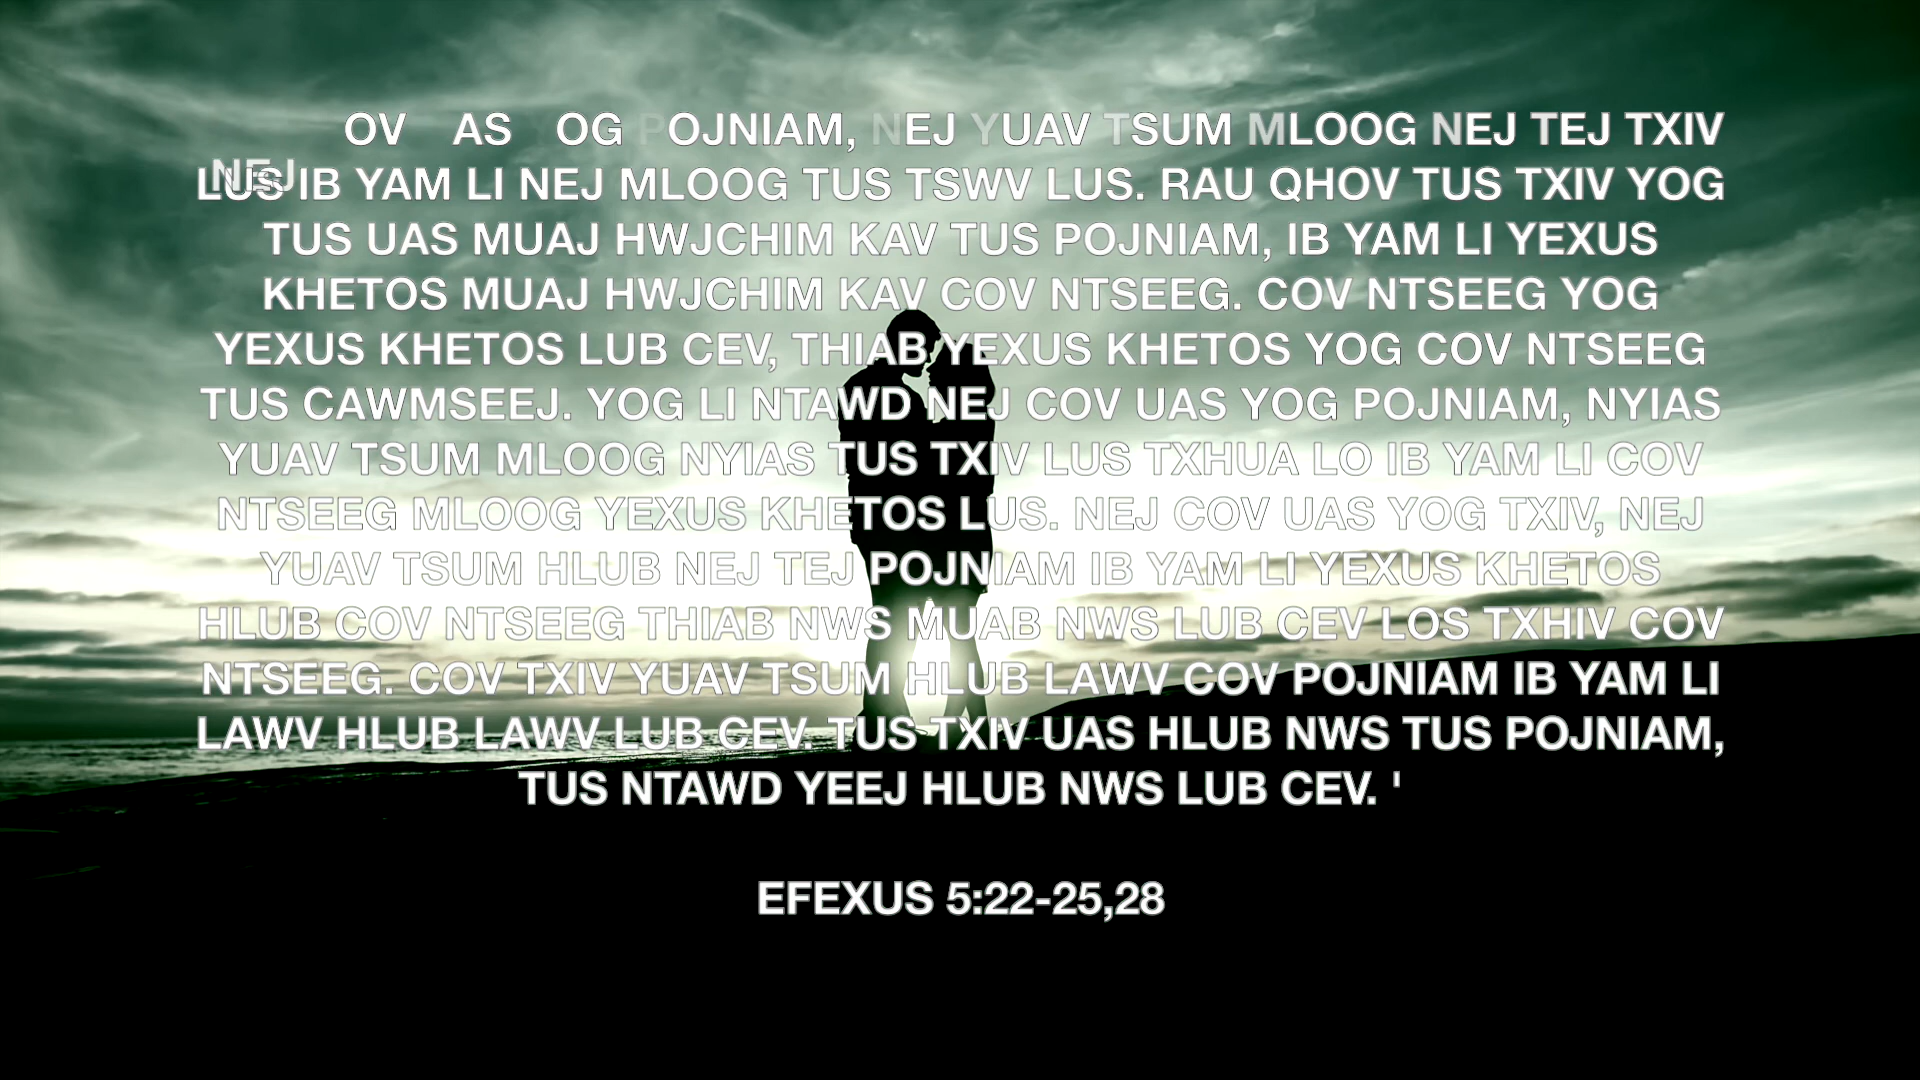 NEJ OV AS OG POJNIAM, NEJ YUAV TSUM MLOOG NEJ TEJ TXIV
LUS IB YAM LI NEJ MLOOG TUS TSWV LUS. RAU QHOV TUS TXIV YOG
TUS UAS MUAJ HWJCHIM KAV TUS POJNIAM, IB YAM LI YEXUS
KHETOS MUAJ HWJCHIM KAV COV NTSEEG. COV NTSEEG YOG
YEXUS KHETOS LUB CEV, THIAB YEXUS KHETOS YOG COV NTSEEG
TUS CAWMSEEJ. YOG LI NTAWD NEJ COV UAS YOG POJNIAM, NYIAS
YUAV TSUM MLOOG NYIAS TUS TXIV LUS TXHUA LO IB YAM LI COV
NTSEEG MLOOG YEXUS KHETOS LUS. NEJ COV UAS YOG TXIV, NEJ
YUAV TSUM HLUB NEJ TEJ POJNIAM IB YAM LI YEXUS KHETOS
HLUB COV NTSEEG THIAB NWS MUAB NWS LUB CEV LOS TXHIV COV
NTSEEG. COV TXIV YUAV TSUM HLUB LAWV COV POJNIAM IB YAM LI
LAWV HLUB LAWV LUB CEV. TUS TXIV UAS HLUB NWS TUS POJNIAM,
TUS NTAWD YEEJ HLUB NWS LUB CEV. '
EFEXUS 5:22-25,28